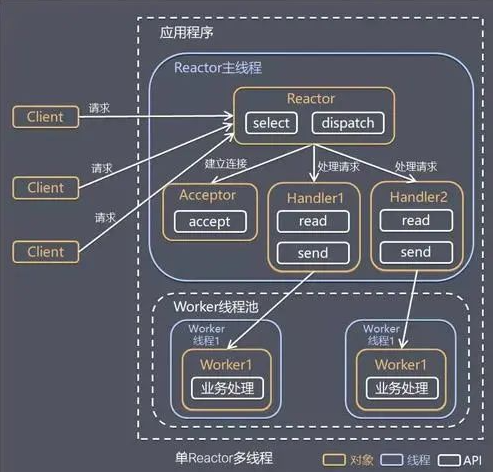 应用程序
Reactor主线程
Reactor
select
dispatch
Client
请求
Client
请求
Client
请求
建立连接
处理请求
处理请求
Acceptor
accept
Handler1
read
send
Handler2
read
send
Worker线程池
Worker
线程1
Worker1
业务处理
Worker
线程1
Worker1
业务处理
单Reactor多线程
对象
线程
API